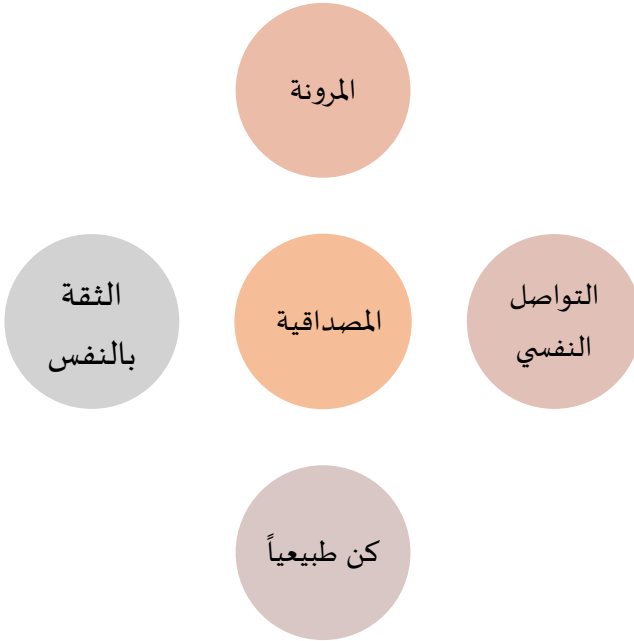 المرونة
التواصل
النفسي
المصداقية
الثقة
بالنفس
كن طبيعياً